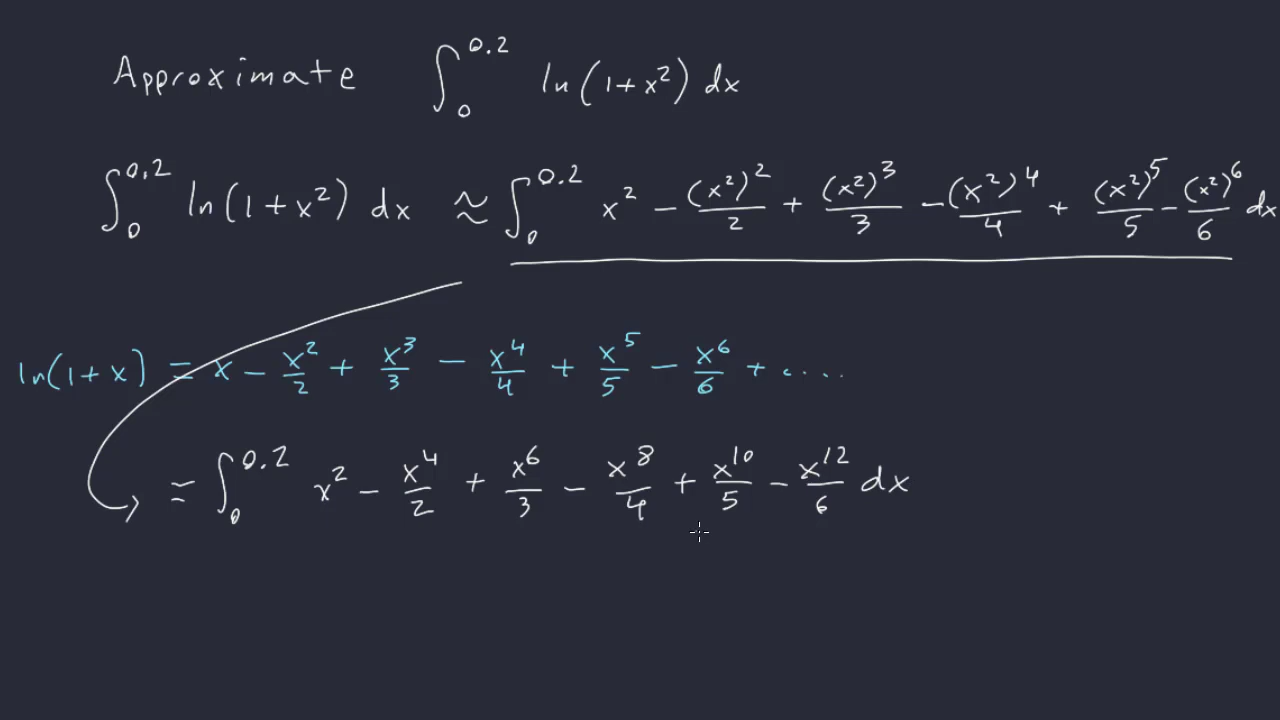 Approximate ∫₀^0.2 ln(1+x²) dx
∫₀^0.2 ln(1+x²) dx ≈ ∫₀^0.2 x² - (x²)²/2 + (x²)³/3 - (x²)⁴/4 + (x²)⁵/5 - (x²)⁶/6 dx
ln(1+x) = x - x²/2 + x³/3 - x⁴/4 + x⁵/5 - x⁶/6 + ....
= ∫₀^0.2 x² - x⁴/2 + x⁶/3 - x⁸/4 + x¹⁰/5 - x¹²/6 dx